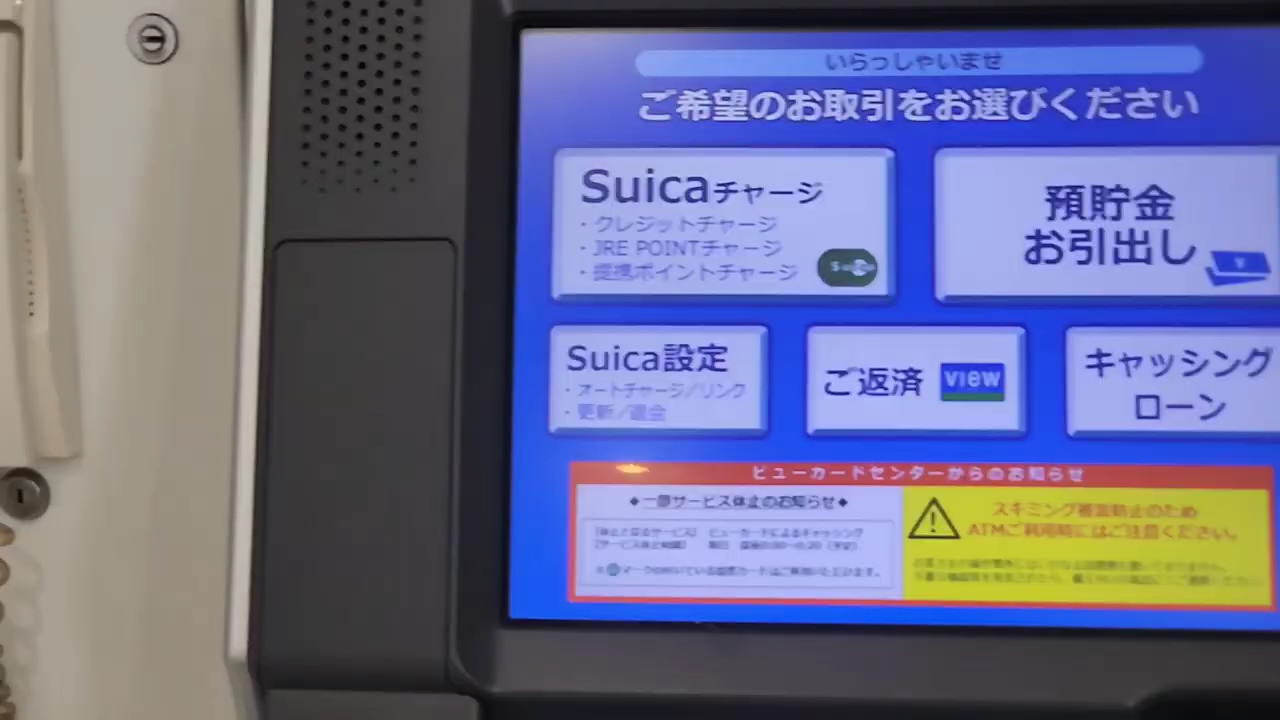 いらっしゃいませ
ご希望のお取引をお選びください
Suicaチャージ
・クレジットチャージ
・JRE POINTチャージ
・提携ポイントチャージ
預貯金
お引出し
Suica設定
・オートチャージ/リンク
・更新/退会
ご返済 VIEW
キャッシング
ローン
ビューカードセンターからのお知らせ
◆一部サービス休止のお知らせ◆
スキミング被害防止のため
ATMご利用時にはご注意ください。